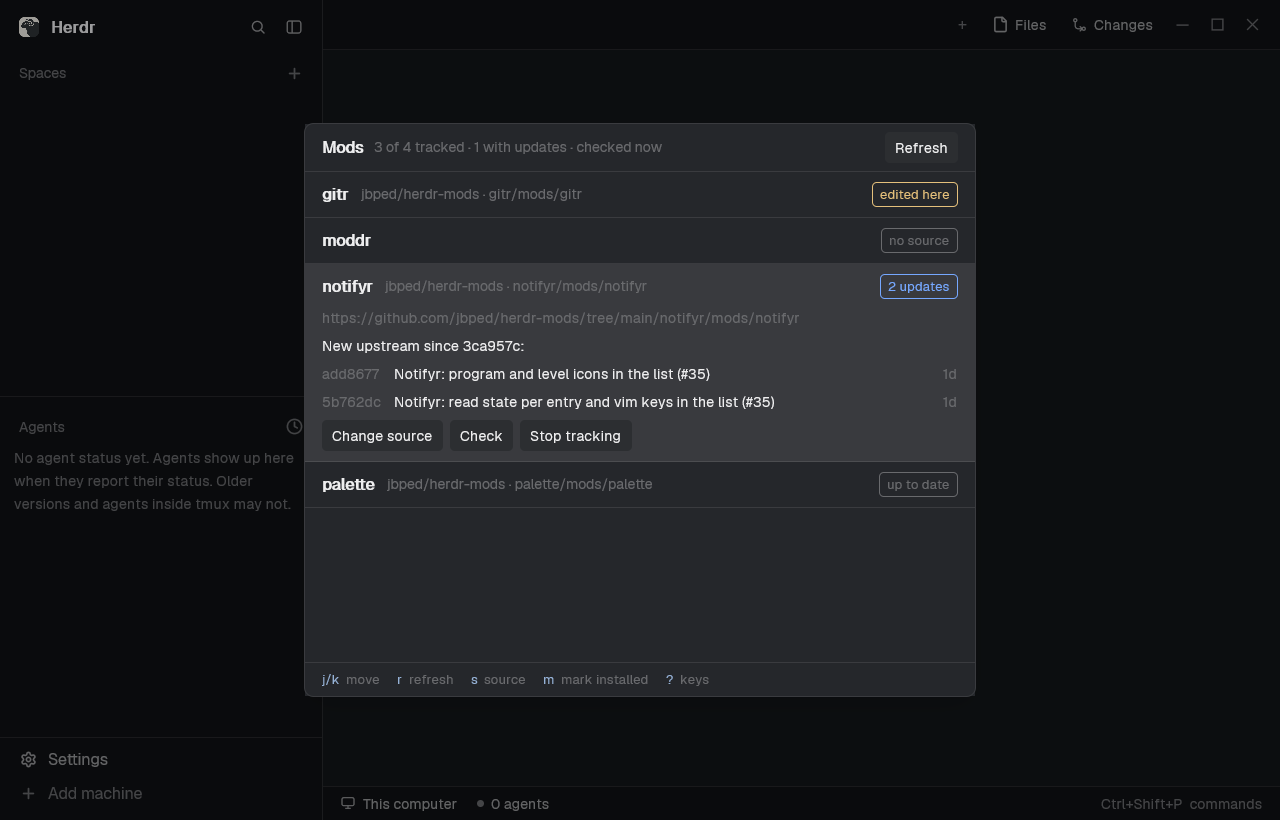 Herdr
+ Files Changes
Spaces +
Mods 3 of 4 tracked · 1 with updates · checked now Refresh
gitr jbped/herdr-mods · gitr/mods/gitr edited here
moddr no source
notifyr jbped/herdr-mods · notifyr/mods/notifyr 2 updates
https://github.com/jbped/herdr-mods/tree/main/notifyr/mods/notifyr
New upstream since 3ca957c:
add8677 Notifyr: program and level icons in the list (#35) 1d
5b762dc Notifyr: read state per entry and vim keys in the list (#35) 1d
Change source Check Stop tracking
palette jbped/herdr-mods · palette/mods/palette up to date
j/k move r refresh s source m mark installed ? keys
Agents
No agent status yet. Agents show up here
when they report their status. Older
versions and agents inside tmux may not.
Settings
+ Add machine
This computer 0 agents Ctrl+Shift+P commands